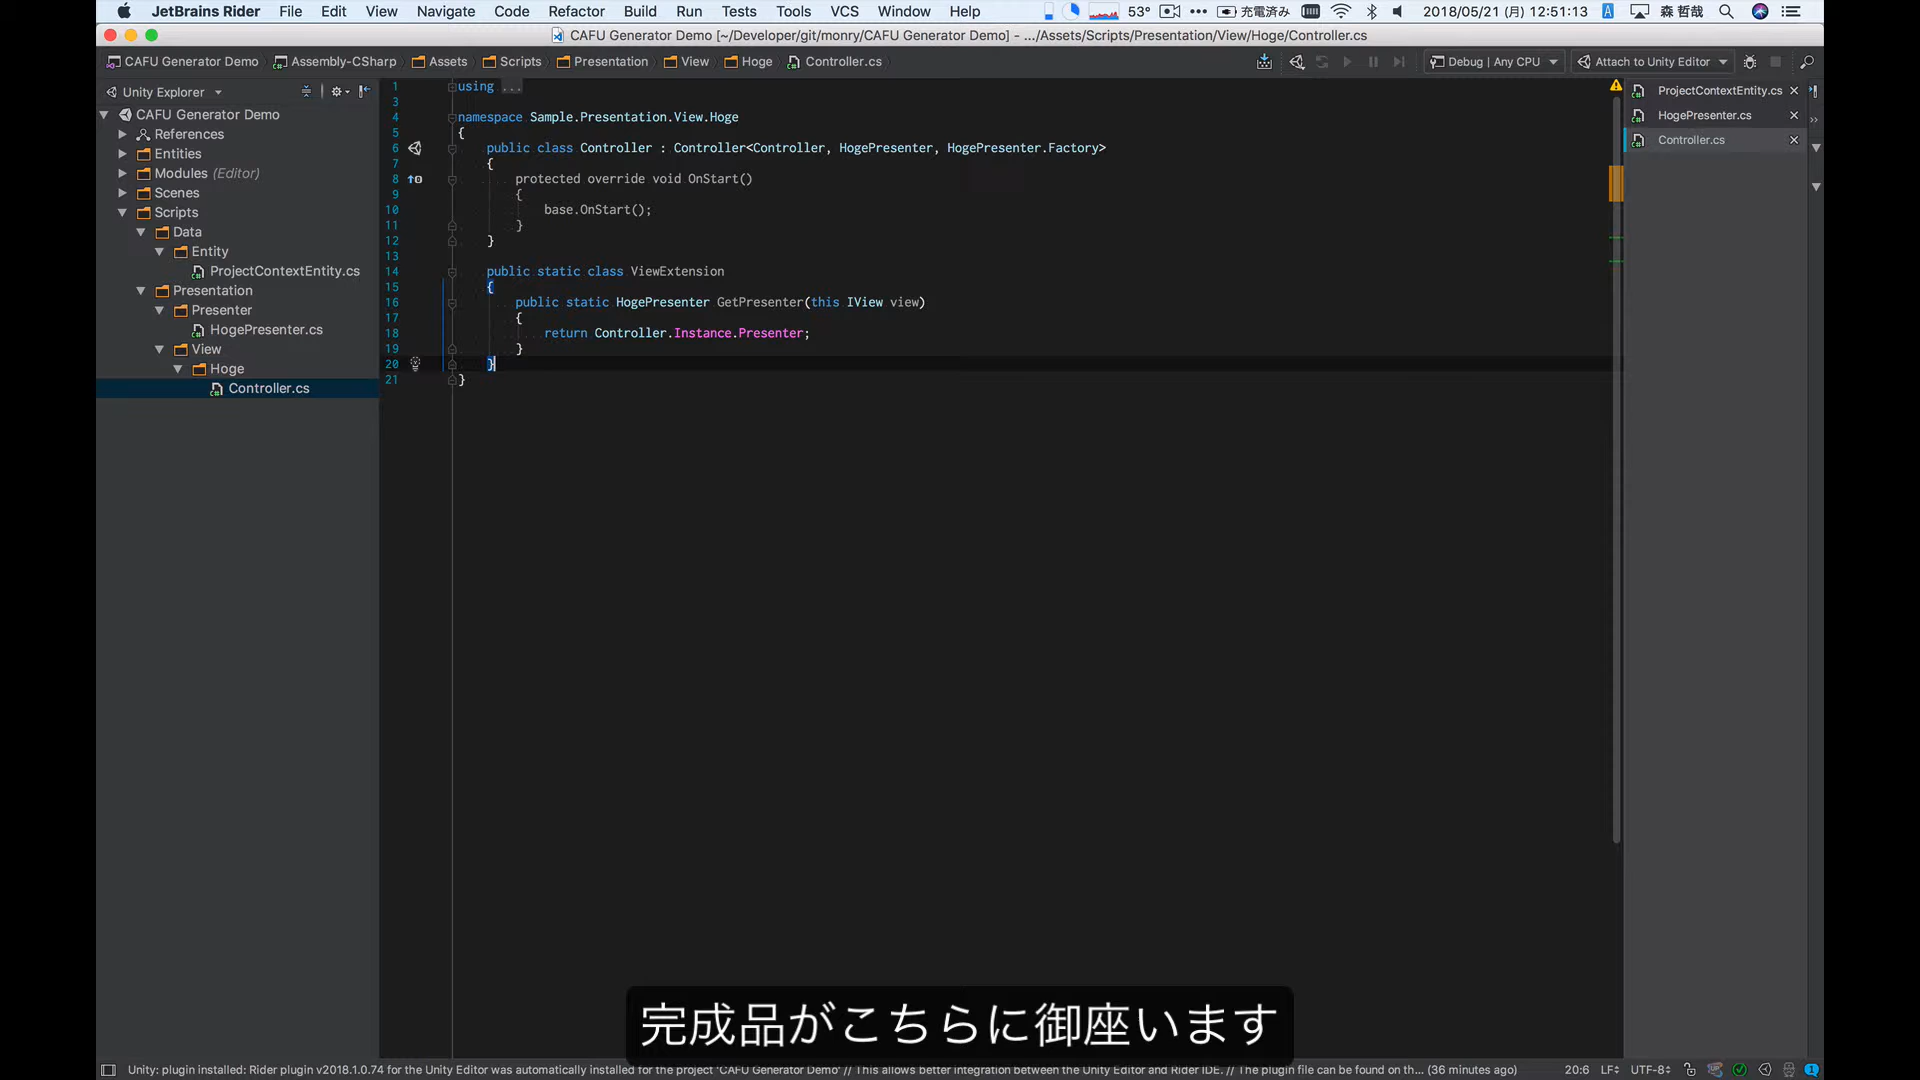 JetBrains Rider File Edit View Navigate Code Refactor Build Run Tests Tools VCS Window Help 53° 充電済み 2018/05/21 (月) 12:51:13 A 森 哲哉
CAFU Generator Demo [~/Developer/git/monry/CAFU Generator Demo] - .../Assets/Scripts/Presentation/View/Hoge/Controller.cs
CAFU Generator Demo Assembly-CSharp Assets Scripts Presentation View Hoge Controller.cs Debug | Any CPU Attach to Unity Editor
Unity Explorer
CAFU Generator Demo
References
Entities
Modules (Editor)
Scenes
Scripts
Data
Entity
ProjectContextEntity.cs
Presentation
Presenter
HogePresenter.cs
View
Hoge
Controller.cs
1 using ...
3
4 namespace Sample.Presentation.View.Hoge
5 {
6 public class Controller : Controller<Controller, HogePresenter, HogePresenter.Factory>
7 {
8 protected override void OnStart()
9 {
10 base.OnStart();
11 }
12 }
13
14 public static class ViewExtension
15 {
16 public static HogePresenter GetPresenter(this IView view)
17 {
18 return Controller.Instance.Presenter;
19 }
20 }
21 }
ProjectContextEntity.cs
HogePresenter.cs
Controller.cs
完成品がこちらに御座います
Unity: plugin installed: Rider plugin v2018.1.0.74 for the Unity Editor was automatically installed for the project 'CAFU Generator Demo' // This allows better integration between the Unity Editor and Rider IDE. // The plugin file can be found on th... (36 minutes ago) 20:6 LF÷ UTF-8÷